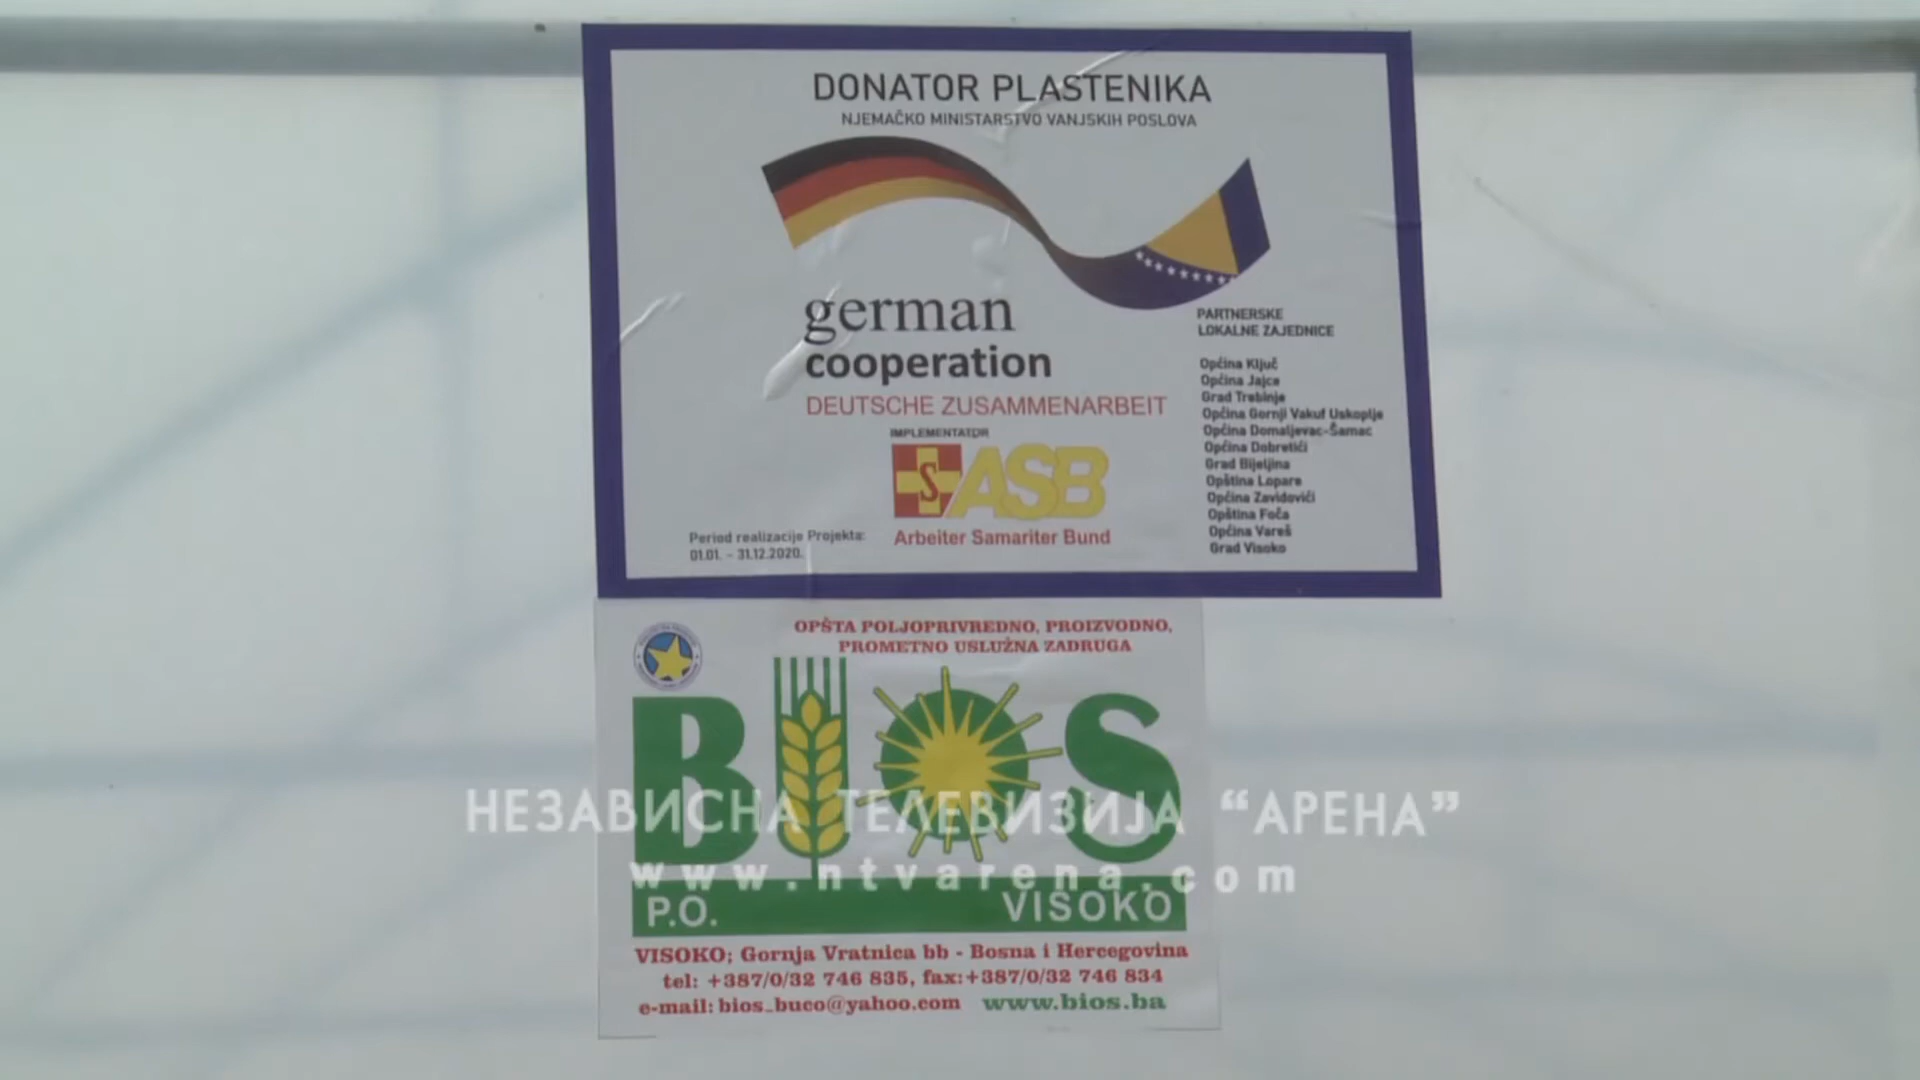 DONATOR PLASTENIKA
NJEMAČKO MINISTARSTVO VANJSKIH POSLOVA
german
cooperation
DEUTSCHE ZUSAMMENARBEIT
IMPLEMENTATOR
S ASB
Arbeiter Samariter Bund
Period realizacije Projekta:
01.01. - 31.12.2020.
PARTNERSKE
LOKALNE ZAJEDNICE
Općina Ključ
Općina Jajce
Grad Trebinje
Općina Gornji Vakuf Uskoplje
Općina Domaljevac-Šamac
Općina Dobretići
Grad Bijeljina
Opština Lopare
Općina Zavidovići
Opština Foča
Općina Vareš
Grad Visoko
OPŠTA POLJOPRIVREDNO, PROIZVODNO,
PROMETNO USLUŽNA ZADRUGA
BIOS
НЕЗАВИСНА ТЕЛЕВИЗИЈА “АРЕНА”
www.ntvarena.com
P.O. VISOKO
VISOKO; Gornja Vratnica bb - Bosna i Hercegovina
tel: +387/0/32 746 835, fax:+387/0/32 746 834
e-mail: bios_buco@yahoo.com www.bios.ba